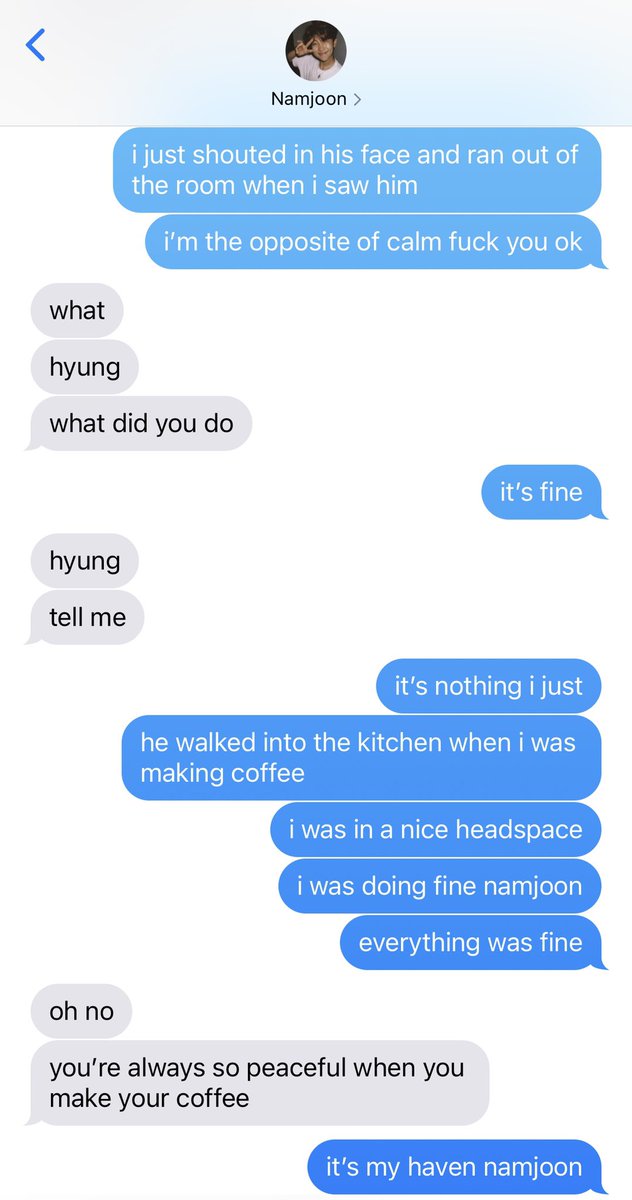 Namjoon
i just shouted in his face and ran out of
the room when i saw him
i’m the opposite of calm fuck you ok
what
hyung
what did you do
it’s fine
hyung
tell me
it’s nothing i just
he walked into the kitchen when i was
making coffee
i was in a nice headspace
i was doing fine namjoon
everything was fine
oh no
you’re always so peaceful when you
make your coffee
it’s my haven namjoon